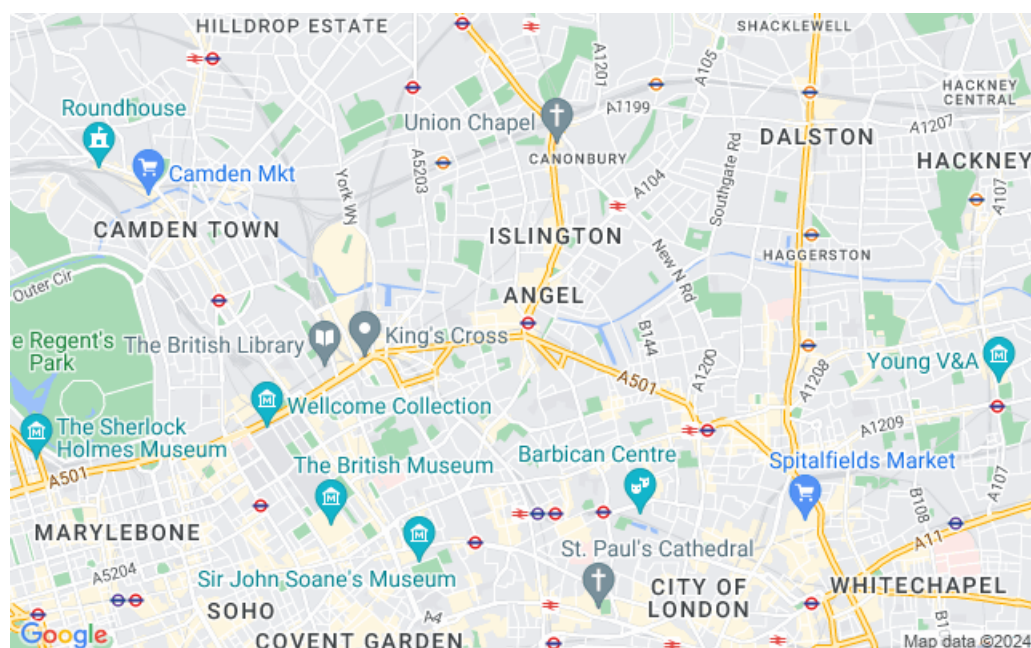 HILLDROP ESTATE
SHACKLEWELL
A1201
A105
HACKNEY
CENTRAL
Roundhouse
Union Chapel
A1199
DALSTON
A1207
A5203
CANONBURY
HACKNEY
Camden Mkt
York Wy
A104
Southgate Rd
A107
CAMDEN TOWN
ISLINGTON
HAGGERSTON
New N Rd
Outer Cir
ANGEL
e Regent's
Park
The British Library
King's Cross
B144
A1200
A1208
Young V&A
A501
Wellcome Collection
The Sherlock
Holmes Museum
A1209
A501
The British Museum
Barbican Centre
Spitalfields Market
A107
B108
MARYLEBONE
A11
St. Paul's Cathedral
A5204
Sir John Soane's Museum
CITY OF
LONDON
WHITECHAPEL
SOHO
A4
B1
Google
COVENT GARDEN
Map data ©2024